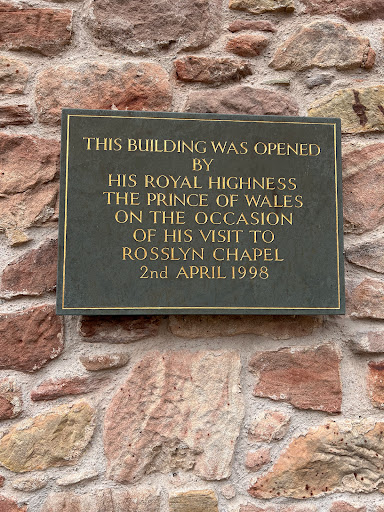 THIS BUILDING WAS OPENED
BY
HIS ROYAL HIGHNESS
THE PRINCE OF WALES
ON THE OCCASION
OF HIS VISIT TO
ROSSLYN CHAPEL
2nd APRIL 1998